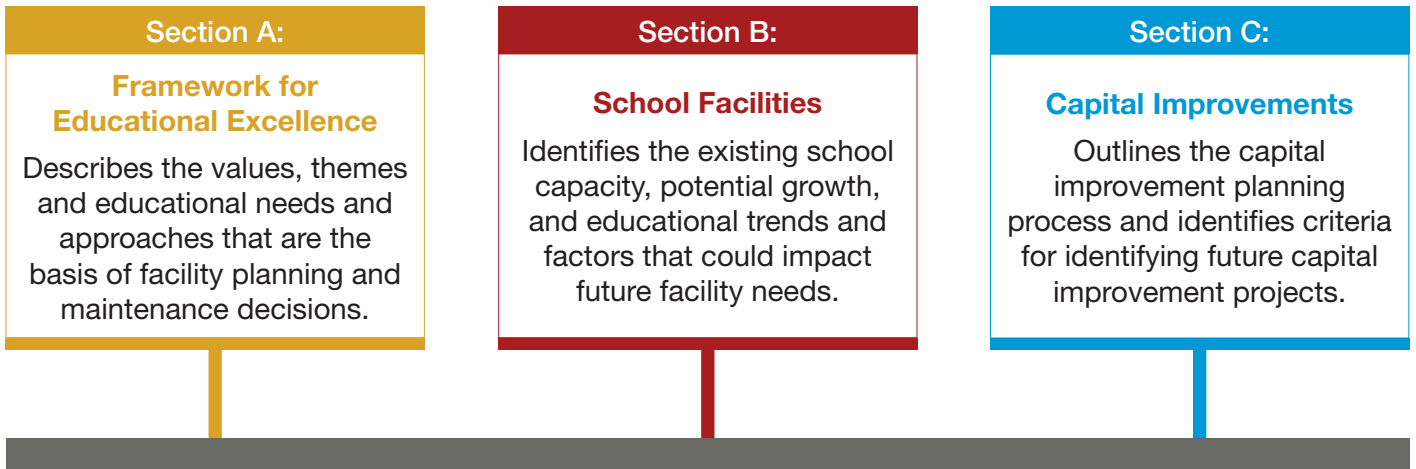 Section A:
Framework for
Educational Excellence
Describes the values, themes
and educational needs and
approaches that are the
basis of facility planning and
maintenance decisions.
Section B:
School Facilities
Identifies the existing school
capacity, potential growth,
and educational trends and
factors that could impact
future facility needs.
Section C:
Capital Improvements
Outlines the capital
improvement planning
process and identifies criteria
for identifying future capital
improvement projects.